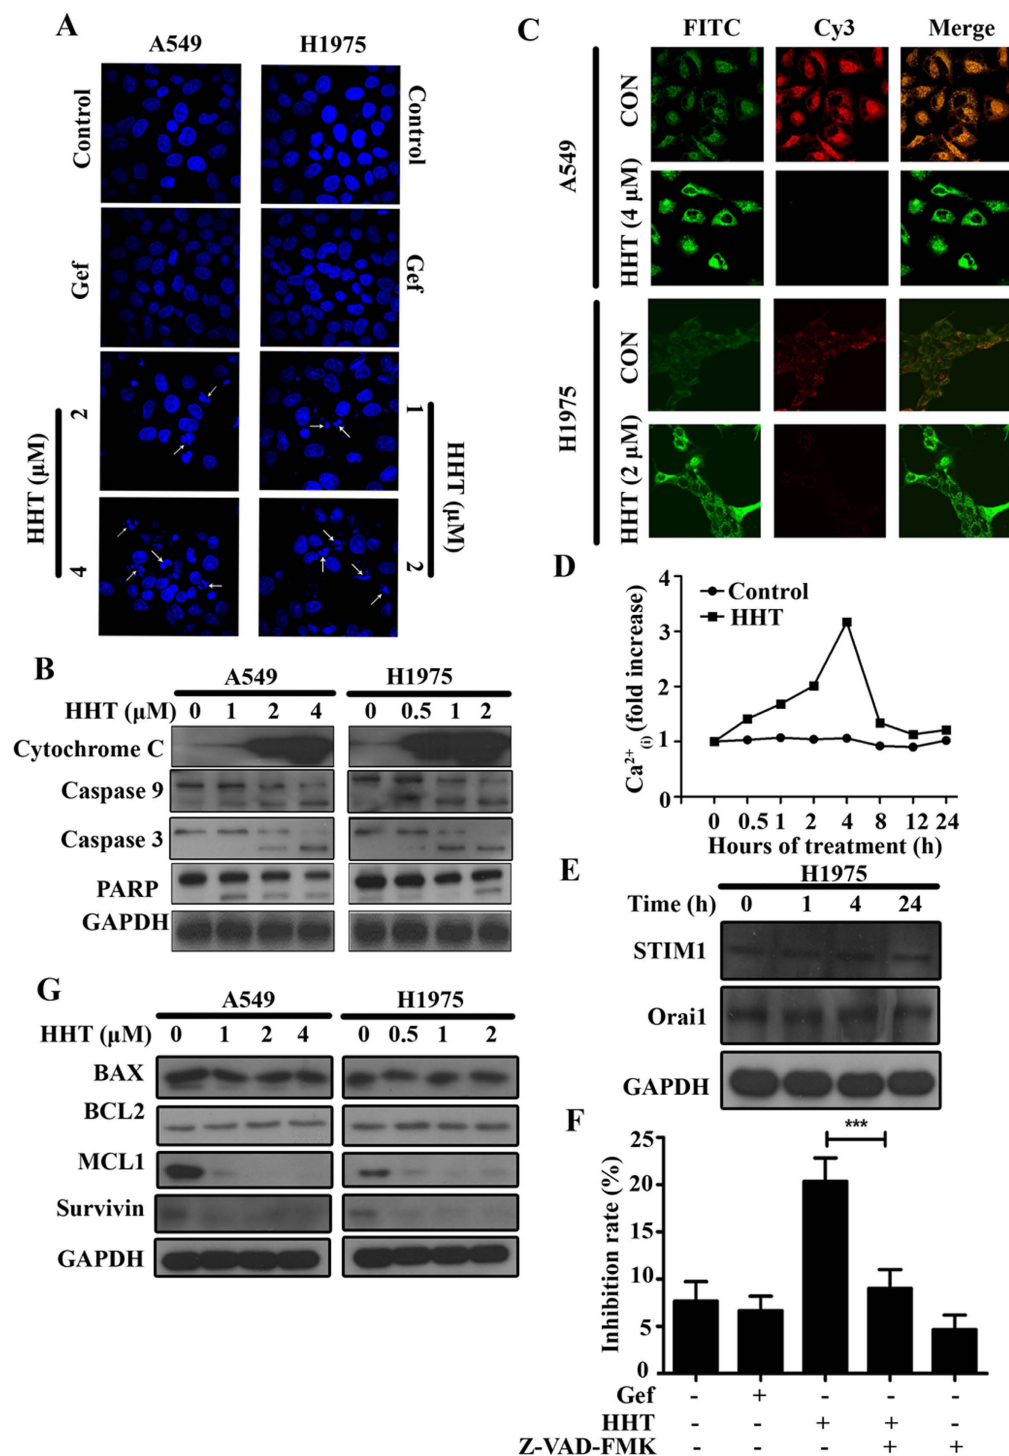 A
A549
H1975
Control
Control
Gef
Gef
2
1
HHT (μM)
HHT (μM)
4
2
C
FITC
Cy3
Merge
A549
CON
HHT (4 μM)
H1975
CON
HHT (2 μM)
D
4
3
2
1
0
Control
HHT
Ca2+(i) (fold increase)
0 0.5 1 2 4 8 12 24
Hours of treatment (h)
B
A549
H1975
HHT (μM) 0 1 2 4 0 0.5 1 2
Cytochrome C
Caspase 9
Caspase 3
PARP
GAPDH
E
H1975
Time (h) 0 1 4 24
STIM1
Orai1
GAPDH
G
A549
H1975
HHT (μM) 0 1 2 4 0 0.5 1 2
BAX
BCL2
MCL1
Survivin
GAPDH
F
***
25
20
10
5
0
Inhibition rate (%)
Gef - + - - -
HHT - - + + -
Z-VAD-FMK - - - + +